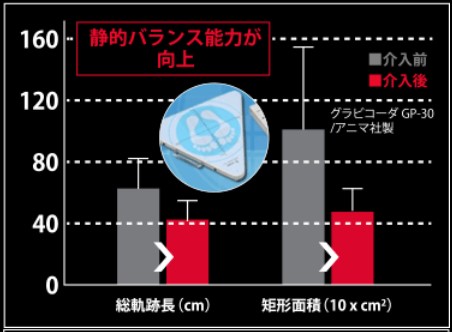 静的バランス能力が
向上
160
120
80
40
0
■介入前
■介入後
グラビコーダ GP-30
/アニマ社製
総軌跡長（cm）
矩形面積（10 x cm²）